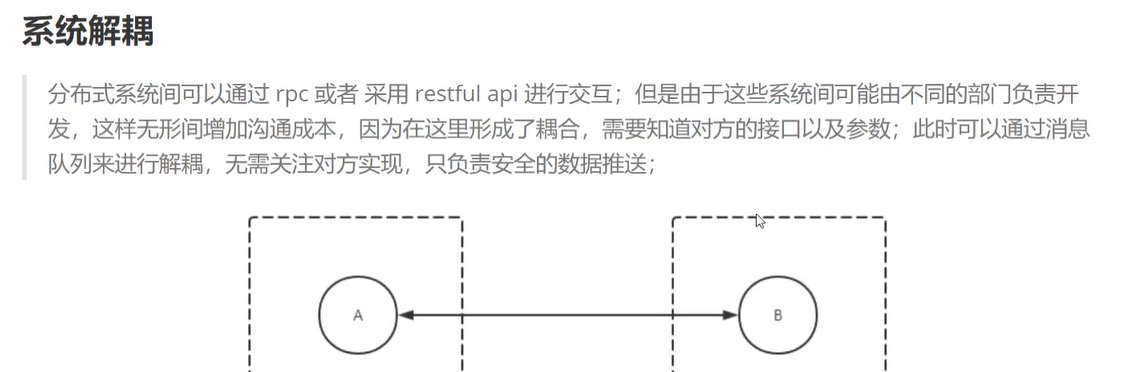 系统解耦
分布式系统间可以通过 rpc 或者 采用 restful api 进行交互；但是由于这些系统间可能由不同的部门负责开
发，这样无形间增加沟通成本，因为在这里形成了耦合，需要知道对方的接口以及参数；此时可以通过消息
队列来进行解耦，无需关注对方实现，只负责安全的数据推送；
A
B